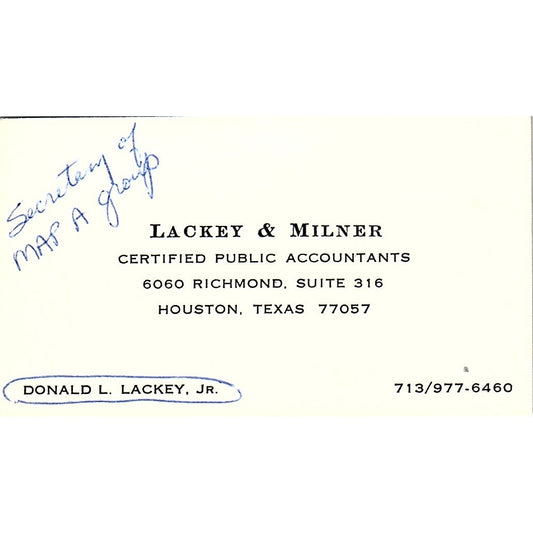 Secretary of
MAP A group
LACKEY & MILNER
CERTIFIED PUBLIC ACCOUNTANTS
6060 RICHMOND, SUITE 316
HOUSTON, TEXAS 77057
DONALD L. LACKEY, JR.
713/977-6460